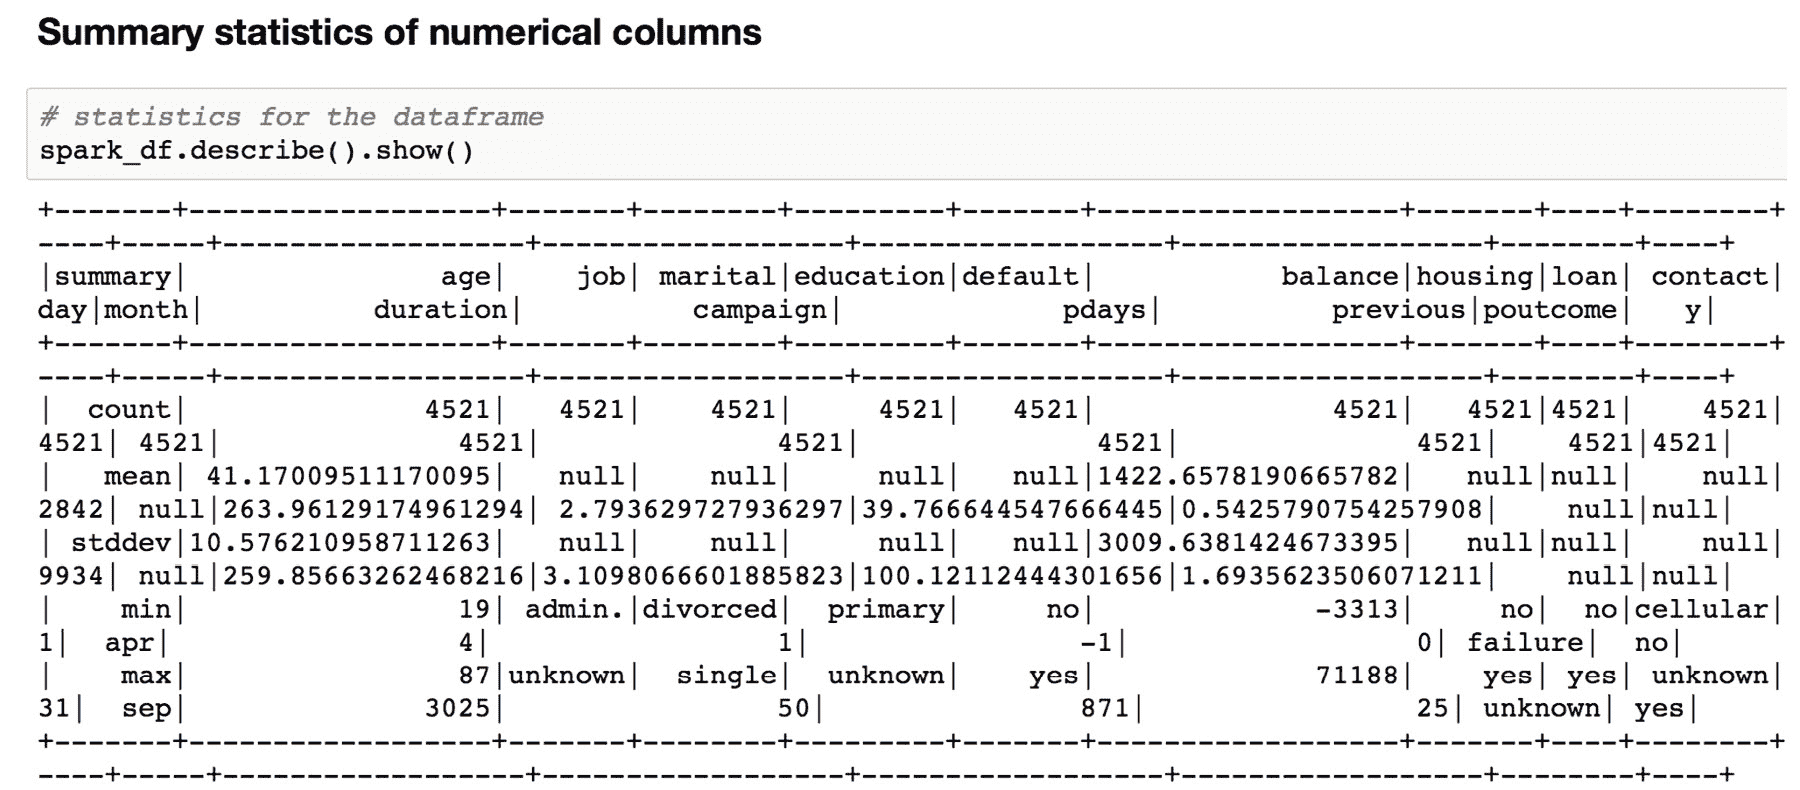 Summary statistics of numerical columns
# statistics for the dataframe
spark_df.describe().show()
+-------+------------------+-------+--------+---------+-------+------------------+-------+----+--------+
----+-----+------------------+------------------+------------------+------------------+--------+----+
|summary|               age|    job| marital|education|default|           balance|housing|loan| contact|
day|month|          duration|          campaign|             pdays|          previous|poutcome|   y|
+-------+------------------+-------+--------+---------+-------+------------------+-------+----+--------+
----+-----+------------------+------------------+------------------+------------------+--------+----+
|  count|              4521|   4521|    4521|     4521|   4521|              4521|   4521|4521|    4521|
4521| 4521|              4521|              4521|              4521|              4521|    4521|4521|
|   mean| 41.17009511170095|   null|    null|     null|   null|1422.6578190665782|   null|null|    null|
2842| null|263.96129174961294| 2.793629727936297|39.766644547666445|0.5425790754257908|    null|null|
| stddev|10.576210958711263|   null|    null|     null|   null|3009.6381424673395|   null|null|    null|
9934| null|259.85663262468216|3.1098066601885823|100.12112444301656|1.6935623506071211|    null|null|
|    min|                19| admin.|divorced|  primary|     no|             -3313|     no|  no|cellular|
1|  apr|                4|                 1|                -1|                 0| failure|  no|
|    max|                87|unknown|  single|  unknown|    yes|             71188|    yes| yes| unknown|
31|  sep|              3025|                50|               871|                25| unknown| yes|
+-------+------------------+-------+--------+---------+-------+------------------+-------+----+--------+
----+-----+------------------+------------------+------------------+------------------+--------+----+